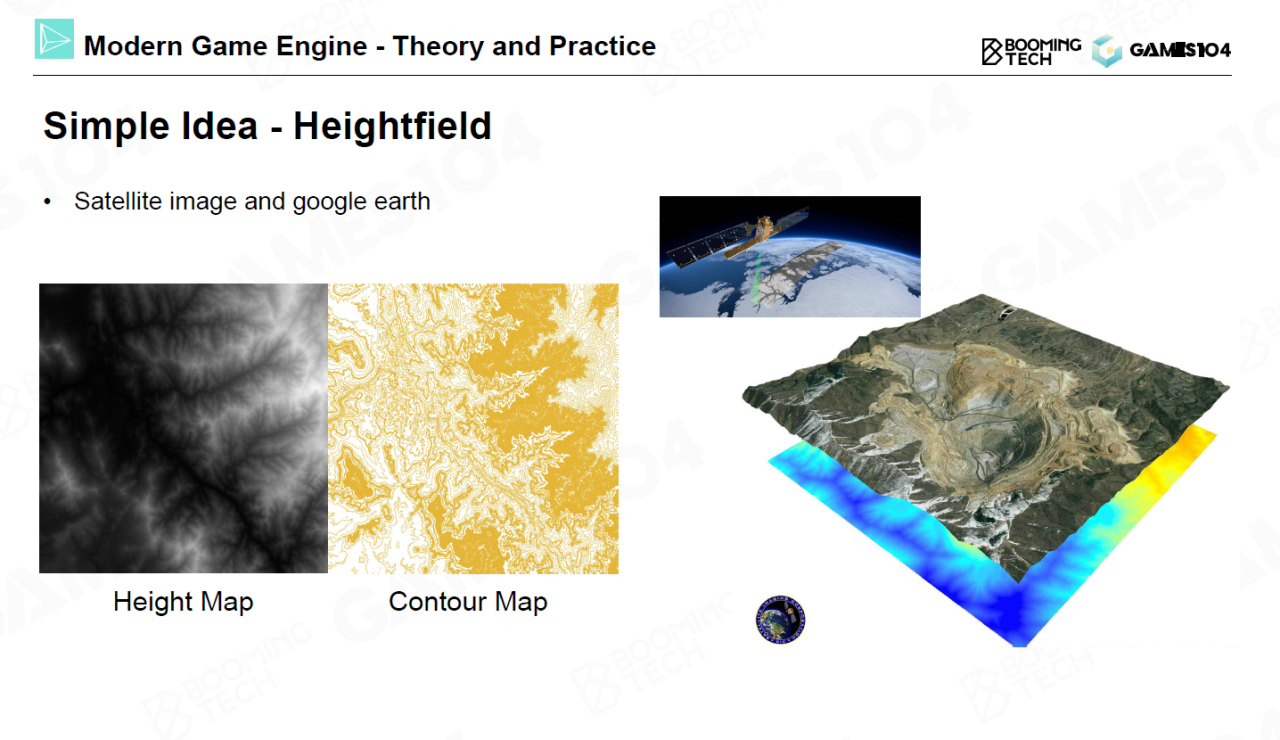 Modern Game Engine - Theory and Practice
BOOMING
TECH
GAMES104
Simple Idea - Heightfield
• Satellite image and google earth
Height Map
Contour Map